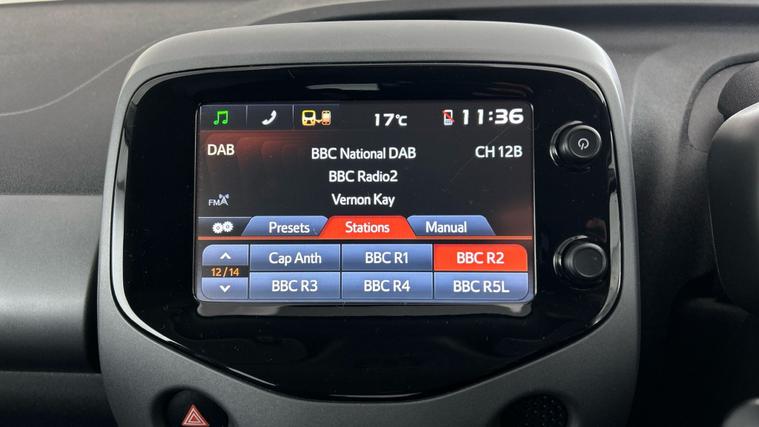 17°C
11:36
DAB
BBC National DAB
CH 12B
BBC Radio2
FM
Vernon Kay
Presets
Stations
Manual
Cap Anth
BBC R1
BBC R2
12/14
BBC R3
BBC R4
BBC R5L